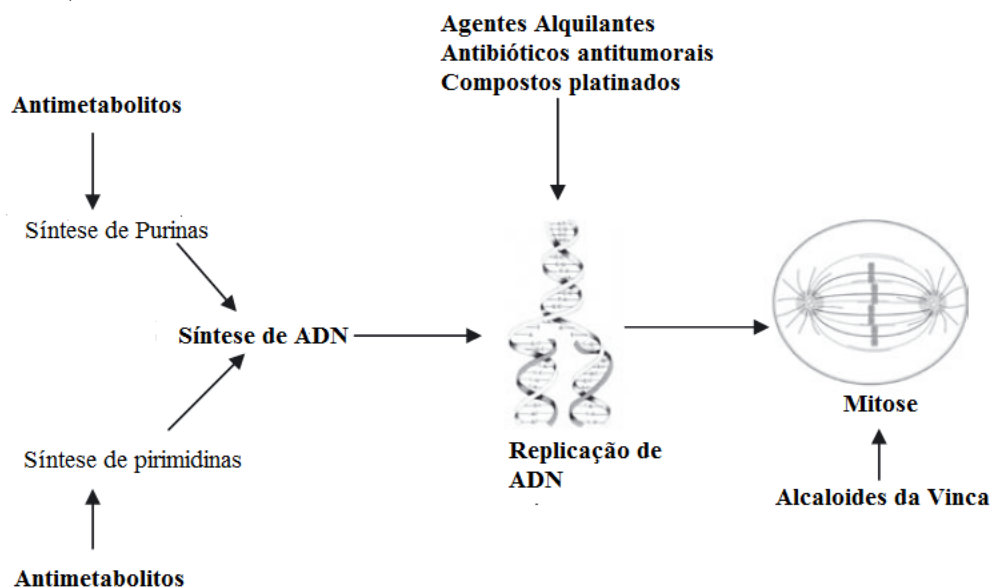 Agentes Alquilantes
Antibióticos antitumorais
Compostos platinados
Antimetabolitos
Síntese de Purinas
Síntese de ADN
Síntese de pirimidinas
Antimetabolitos
Replicação de
ADN
Mitose
Alcaloides da Vinca